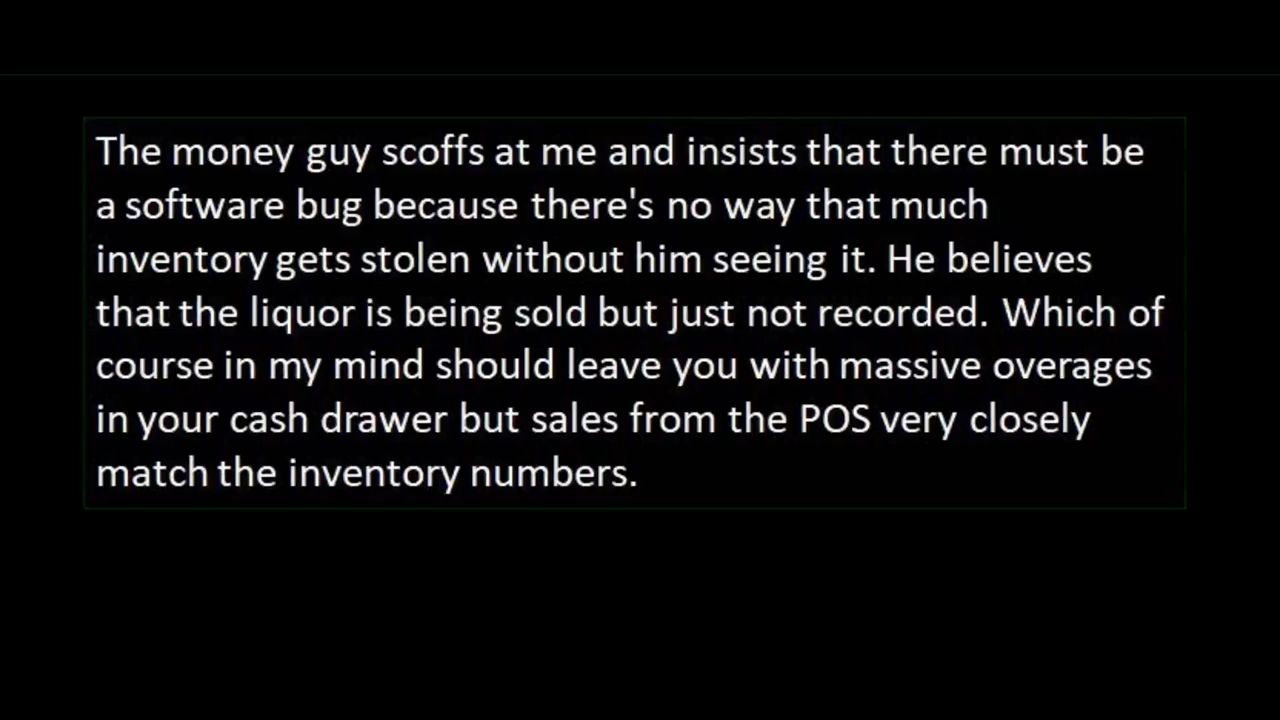 The money guy scoffs at me and insists that there must be
a software bug because there's no way that much
inventory gets stolen without him seeing it. He believes
that the liquor is being sold but just not recorded. Which of
course in my mind should leave you with massive overages
in your cash drawer but sales from the POS very closely
match the inventory numbers.